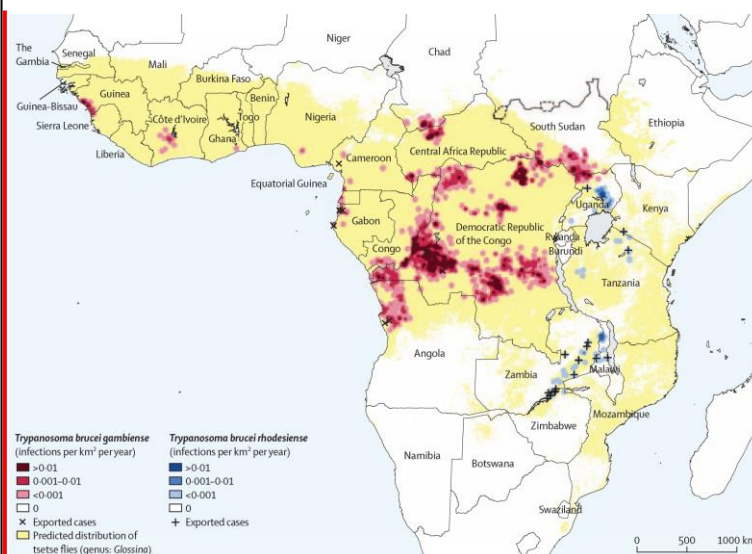 Niger
Chad
The
Gambia
Senegal
Mali
Burkina Faso
Guinea
Benin
Guinea-Bissau
Sierra Leone
Côte d'Ivoire
Togo
Ghana
Nigeria
Liberia
Cameroon
Central Africa Republic
South Sudan
Ethiopia
Equatorial Guinea
Gabon
Congo
Democratic Republic
of the Congo
Uganda
Kenya
Rwanda
Burundi
Tanzania
Angola
Zambia
Malawi
Mozambique
Zimbabwe
Namibia
Botswana
Swaziland
Trypanosoma brucei gambiense
(infections per km² per year)
>0·01
0·001–0·01
<0·001
0
× Exported cases
Predicted distribution of
tsetse flies (genus: Glossina)
Trypanosoma brucei rhodesiense
(infections per km² per year)
>0·01
0·001–0·01
<0·001
0
+ Exported cases
0 500 1000 km